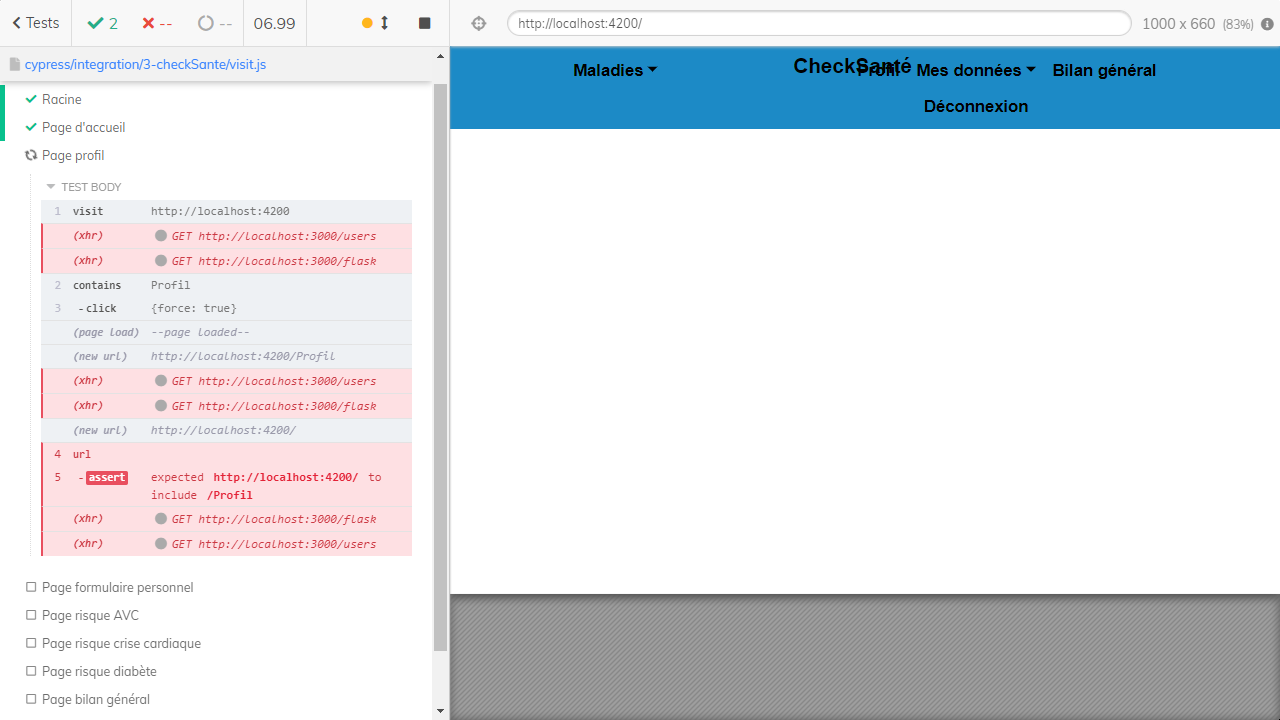 Tests
2
--
--
06.99
http://localhost:4200/
1000 x 660 (83%)
cypress/integration/3-checkSante/visit.js
Maladies
CheckSanté
Profil
Mes données
Bilan général
Déconnexion
Racine
Page d'accueil
Page profil
TEST BODY
1 visit http://localhost:4200
(xhr) GET http://localhost:3000/users
(xhr) GET http://localhost:3000/flask
2 contains Profil
3 -click {force: true}
(page load) --page loaded--
(new url) http://localhost:4200/Profil
(xhr) GET http://localhost:3000/users
(xhr) GET http://localhost:3000/flask
(new url) http://localhost:4200/
4 url
5 -assert expected http://localhost:4200/ to
include /Profil
(xhr) GET http://localhost:3000/flask
(xhr) GET http://localhost:3000/users
Page formulaire personnel
Page risque AVC
Page risque crise cardiaque
Page risque diabète
Page bilan général